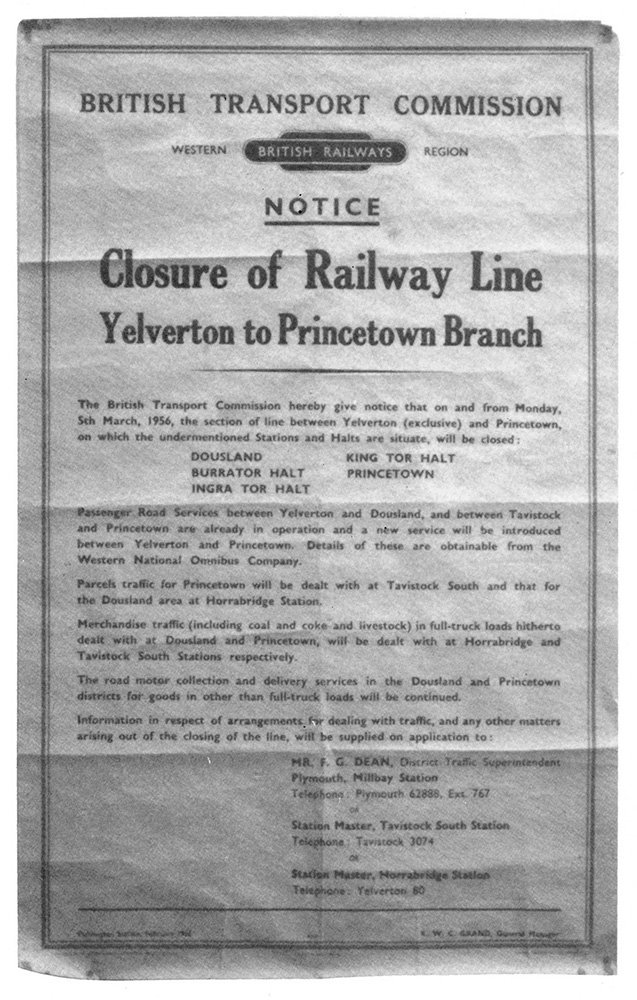 BRITISH TRANSPORT COMMISSION
WESTERN BRITISH RAILWAYS REGION
NOTICE
Closure of Railway Line
Yelverton to Princetown Branch
The British Transport Commission hereby give notice that on and from Monday,
5th March, 1956, the section of line between Yelverton (exclusive) and Princetown,
on which the undermentioned Stations and Halts are situate, will be closed:
DOUSLAND KING TOR HALT
BURRATOR HALT PRINCETOWN
INGRA TOR HALT
Passenger Road Services between Yelverton and Dousland, and between Tavistock
and Princetown are already in operation and a new service will be introduced
between Yelverton and Princetown. Details of these are obtainable from the
Western National Omnibus Company.
Parcels traffic for Princetown will be dealt with at Tavistock South and that for
the Dousland area at Horrabridge Station.
Merchandise traffic (including coal and coke and livestock) in full-truck loads hitherto
dealt with at Dousland and Princetown, will be dealt with at Horrabridge and
Tavistock South Stations respectively.
The road motor collection and delivery services in the Dousland and Princetown
districts for goods in other than full-truck loads will be continued.
Information in respect of arrangements for dealing with traffic, and any other matters
arising out of the closing of the line, will be supplied on application to:
MR. F. G. DEAN, District Traffic Superintendent
Plymouth, Millbay Station
Telephone: Plymouth 62888, Ext. 767
OR
Station Master, Tavistock South Station
Telephone: Tavistock 3074
OR
Station Master, Horrabridge Station
Telephone: Yelverton 80
Paddington Station, February K. W. C. GRAND, General Manager